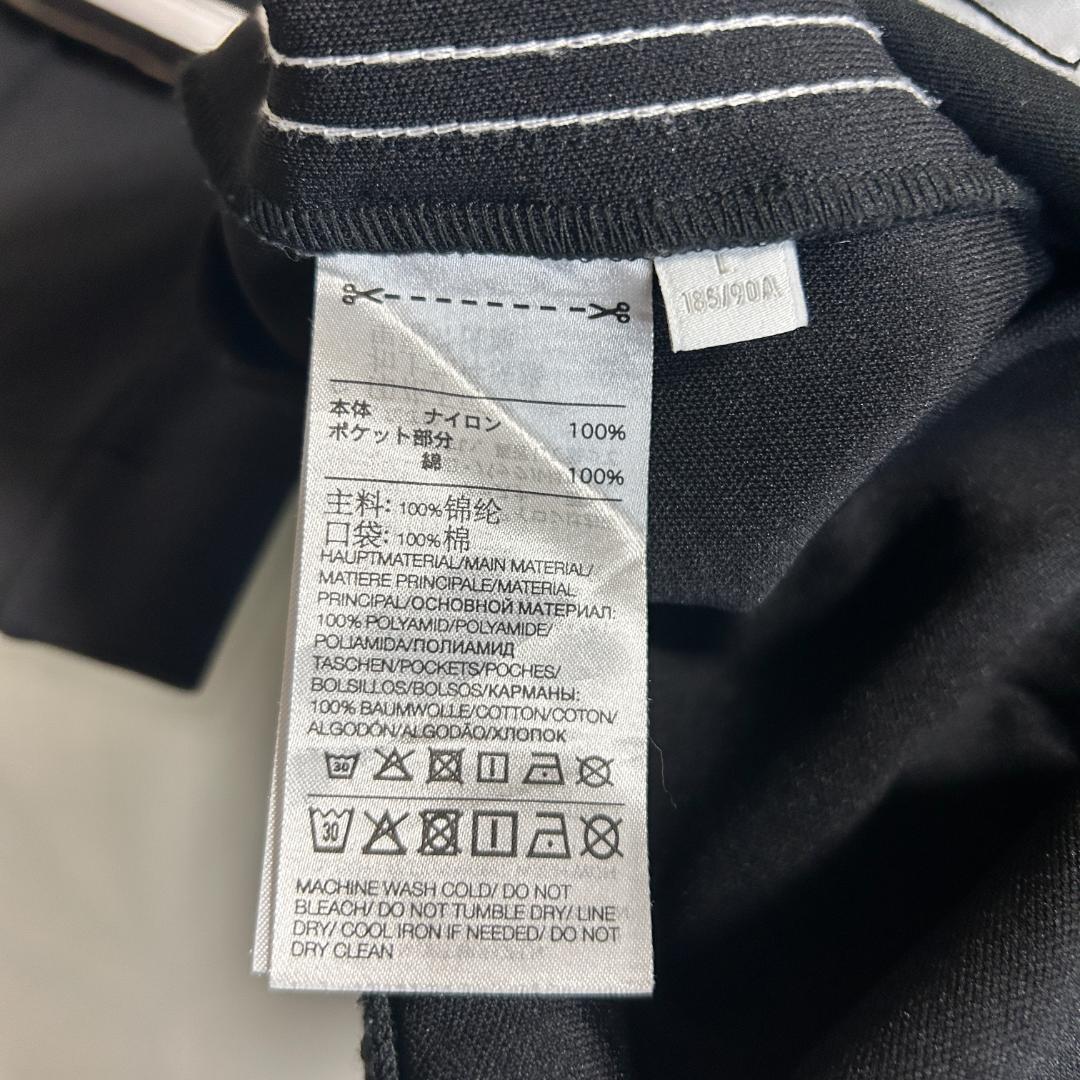 L
185/90A
本体 ナイロン 100%
ポケット部分
綿 100%
主料: 100%锦纶
口袋: 100%棉
HAUPTMATERIAL/MAIN MATERIAL/
MATIERE PRINCIPALE/MATERIAL
PRINCIPAL/ОСНОВНОЙ МАТЕРИАЛ:
100% POLYAMID/POLYAMIDE/
POLIAMIDA/ПОЛИАМИД
TASCHEN/POCKETS/POCHES/
BOLSILLOS/BOLSOS/КАРМАНЫ:
100% BAUMWOLLE/COTTON/COTON/
ALGODÓN/ALGODÃO/ХЛОПОК
30
30
MACHINE WASH COLD/ DO NOT
BLEACH/ DO NOT TUMBLE DRY/ LINE
DRY/ COOL IRON IF NEEDED/ DO NOT
DRY CLEAN